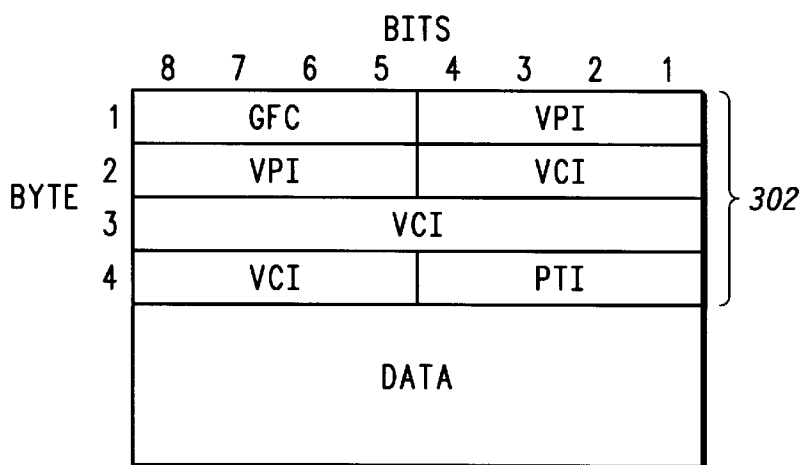 BITS
8 7 6 5 4 3 2 1
1 GFC VPI
2 VPI VCI
BYTE
3 VCI
4 VCI PTI
302
DATA